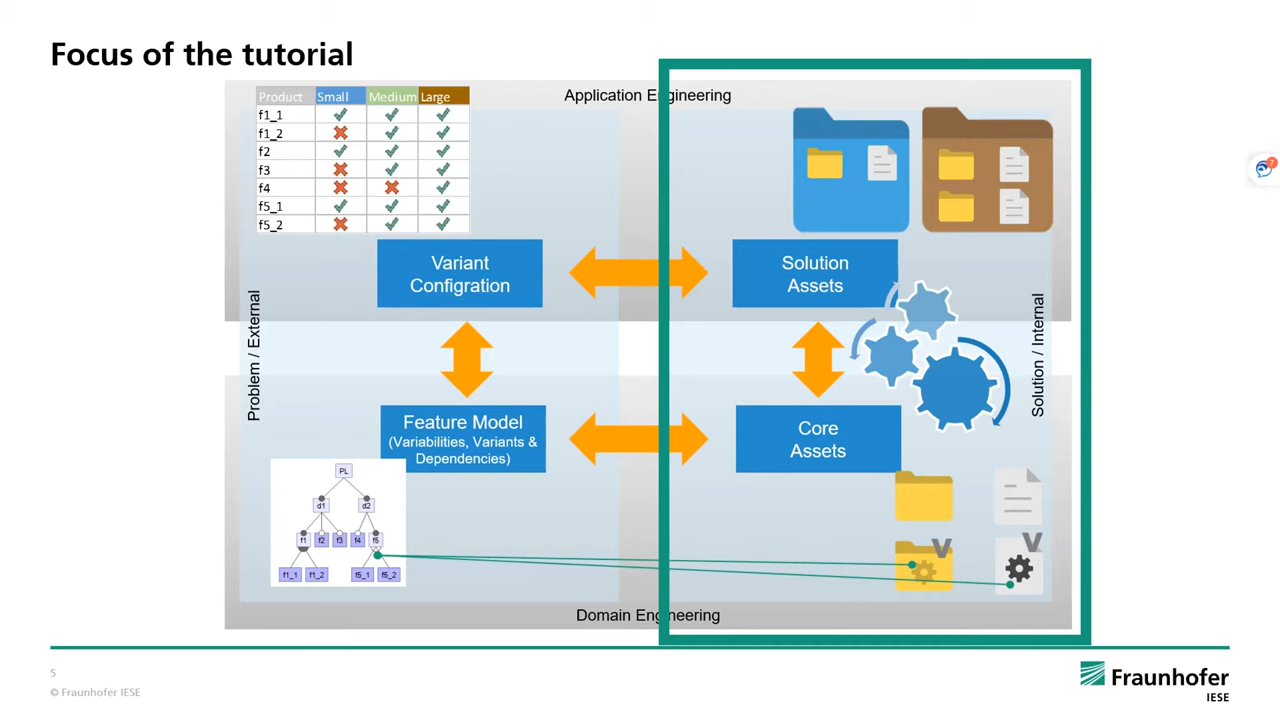 Focus of the tutorial
Application Engineering
Product Small Medium Large
f1_1
f1_2
f2
f3
f4
f5_1
f5_2
Variant
Configration
Solution
Assets
Problem / External
Solution / Internal
Feature Model
(Variabilities, Variants &
Dependencies)
Core
Assets
PL
d1 d2
f1 f2 f3 f4 f5
f1_1 f1_2 f5_1 f5_2
V V
Domain Engineering
7
5
© Fraunhofer IESE
Fraunhofer
IESE